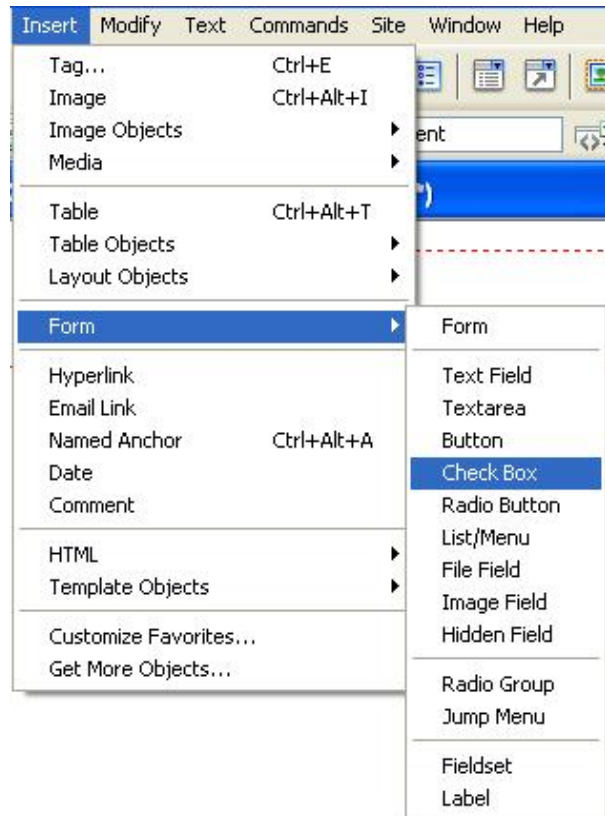 Insert Modify Text Commands Site Window Help
Tag... Ctrl+E
Image Ctrl+Alt+I
Image Objects
Media
ent
)
Table Ctrl+Alt+T
Table Objects
Layout Objects
Form
Hyperlink
Email Link
Named Anchor Ctrl+Alt+A
Date
Comment
HTML
Template Objects
Customize Favorites...
Get More Objects...
Form
Text Field
Textarea
Button
Check Box
Radio Button
List/Menu
File Field
Image Field
Hidden Field
Radio Group
Jump Menu
Fieldset
Label